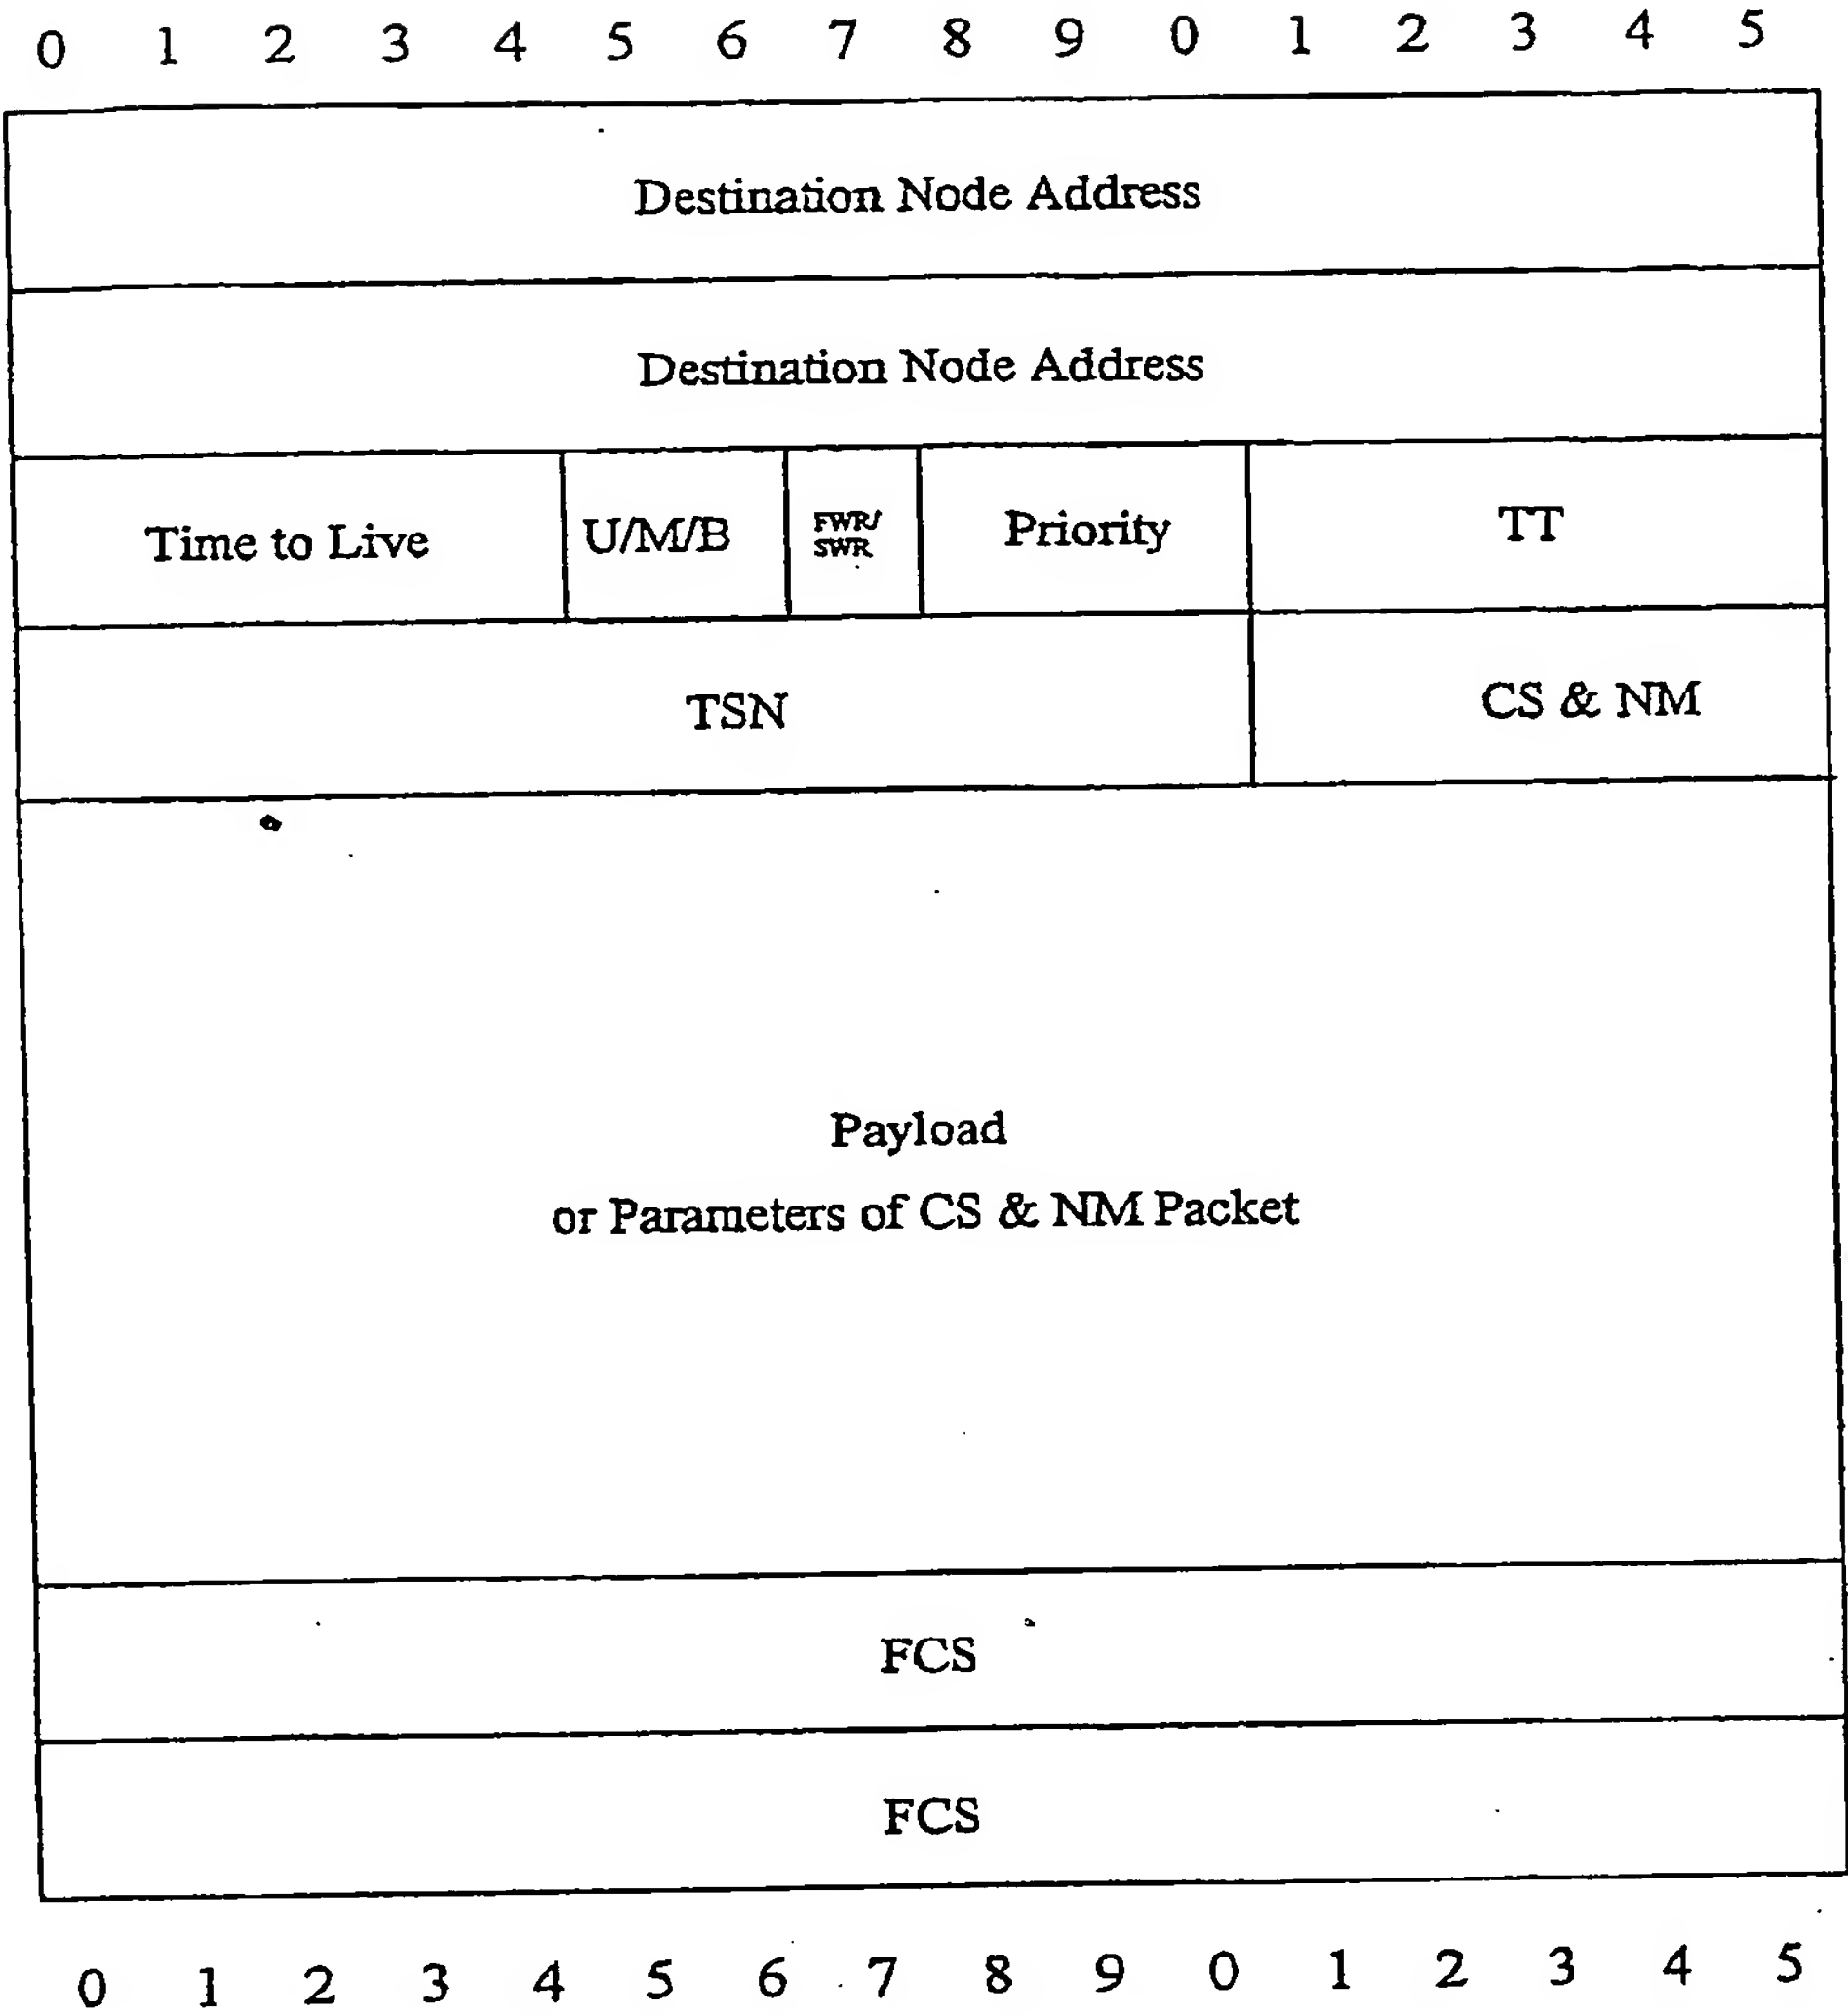 0 1 2 3 4 5 6 7 8 9 0 1 2 3 4 5
Destination Node Address
Destination Node Address
Time to Live U/M/B FWR/ SWR Priority TT
TSN CS & NM
Payload
or Parameters of CS & NM Packet
FCS
FCS
0 1 2 3 4 5 6 7 8 9 0 1 2 3 4 5